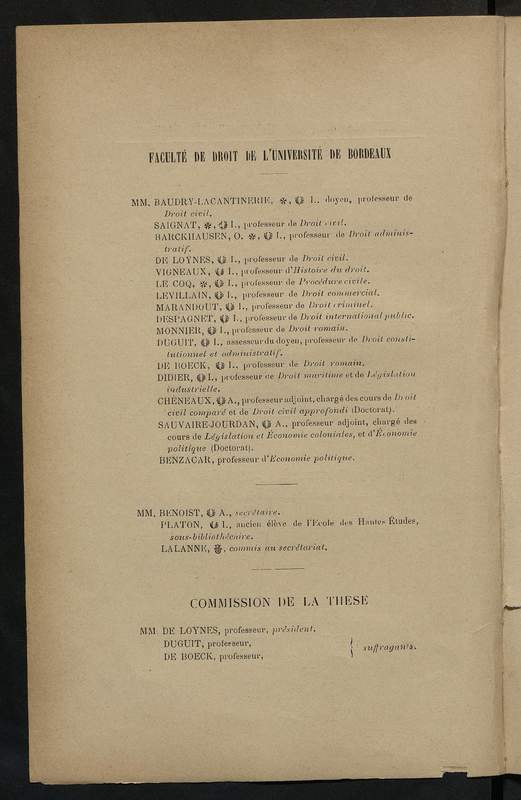 FACULTÉ DE DROIT DE L'UNIVERSITÉ DE BORDEAUX
MM. BAUDRY-LACANTINERIE, ✻, ❀ I., doyen, professeur de
Droit civil.
SAIGNAT, ✻, ❀ I., professeur de Droit civil.
BARCKHAUSEN, O. ✻, ❀ I., professeur de Droit adminis-
tratif.
DE LOYNES, ❀ I., professeur de Droit civil.
VIGNEAUX, ❀ I., professeur d'Histoire du droit.
LE COQ, ✻, ❀ I., professeur de Procédure civile.
LEVILLAIN, ❀ I., professeur de Droit commercial.
MARANDOUT, ❀ I., professeur de Droit criminel.
DESPAGNET, ❀ I., professeur de Droit international public.
MONNIER, ❀ I., professeur de Droit romain.
DUGUIT, ❀ I., assesseur du doyen, professeur de Droit consti-
tutionnel et administratif.
DE BOECK, ❀ I., professeur de Droit romain.
DIDIER, ❀ I., professeur de Droit maritime et de Législation
industrielle.
CHÉNEAUX, ❀ A., professeur adjoint, chargé des cours de Droit
civil comparé et de Droit civil approfondi (Doctorat).
SAUVAIRE-JOURDAN, ❀ A., professeur adjoint, chargé des
cours de Législation et Économie coloniales, et d'Économie
politique (Doctorat).
BENZACAR, professeur d'Economie politique.
MM. BENOIST, ❀ A., secrétaire.
PLATON, ❀ I., ancien élève de l'Ecole des Hautes Études,
sous-bibliothécaire.
LALANNE, ✻, commis au secrétariat.
COMMISSION DE LA THESE
MM DE LOYNES, professeur, président.
DUGUIT, professeur,
DE BOECK, professeur,
} suffragants.